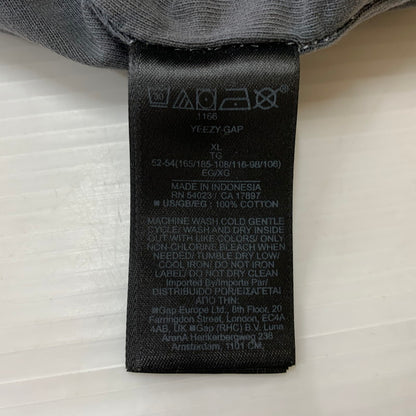 30
1166
YEEZY GAP
XL
TG
52-54(165/185-108/116-98/106)
EG/XG
MADE IN INDONESIA
RN 54023 / CA 17897
■ US/GB/EG: 100% COTTON
MACHINE WASH COLD GENTLE
CYCLE/ WASH AND DRY INSIDE
OUT WITH LIKE COLORS/ ONLY
NON-CHLORINE BLEACH WHEN
NEEDED/ TUMBLE DRY LOW/
COOL IRON/ DO NOT IRON
LABEL/ DO NOT DRY CLEAN
Imported By/Importe Par/
DISTRIBUIDO POR/ΕΙΣΑΓΕΤΑΙ
ΑΠΟ ΤΗΝ:
■Gap Europe Ltd., 8th Floor, 20
Farringdon Street, London, EC4A
4AB, UK ■Gap (RHC) B.V. Luna
ArenA Herikerbergweg 238
Amsterdam, 1101 CM,